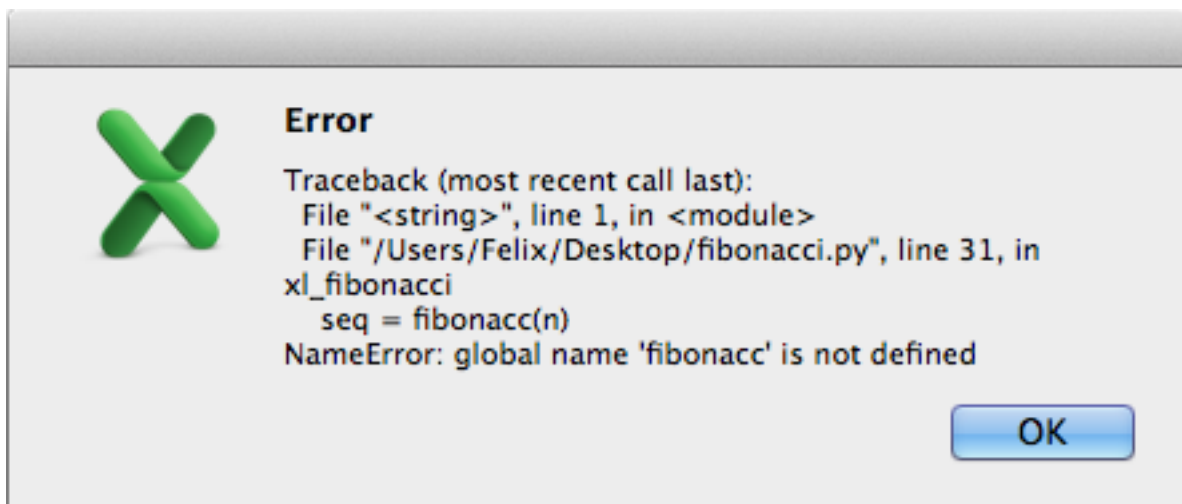 Error
Traceback (most recent call last):
  File "<string>", line 1, in <module>
  File "/Users/Felix/Desktop/fibonacci.py", line 31, in
xl_fibonacci
    seq = fibonacc(n)
NameError: global name 'fibonacc' is not defined
OK